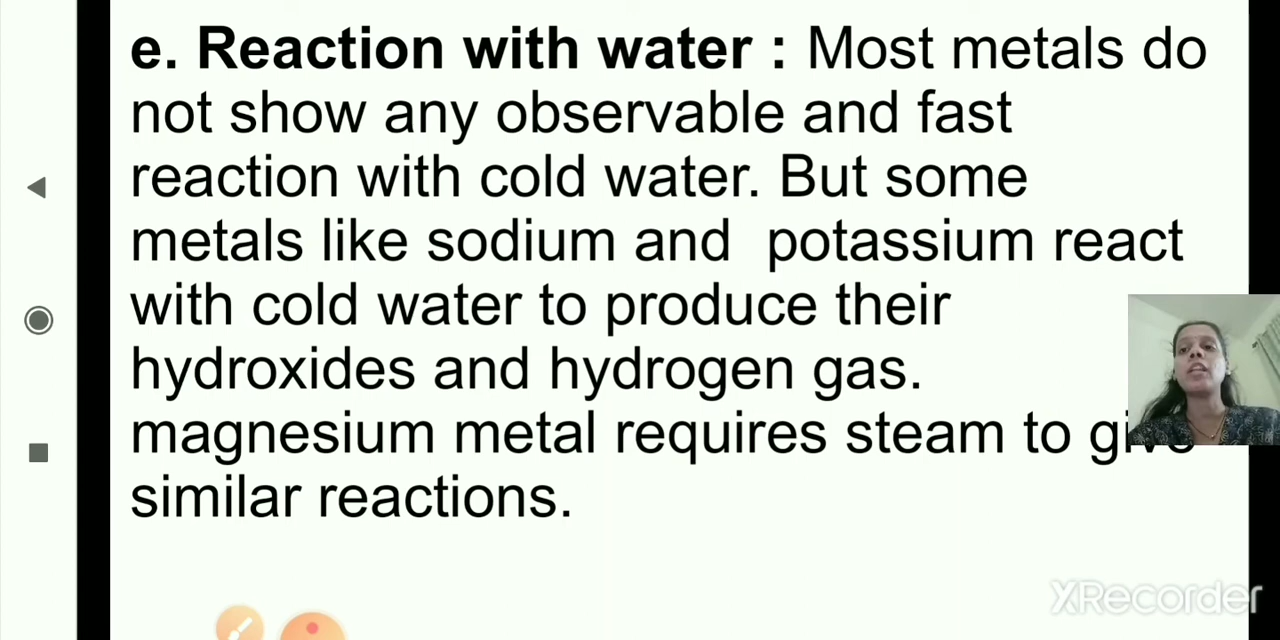 e. Reaction with water : Most metals do
not show any observable and fast
reaction with cold water. But some
metals like sodium and potassium react
with cold water to produce their
hydroxides and hydrogen gas.
magnesium metal requires steam to give
similar reactions.
XRecorder